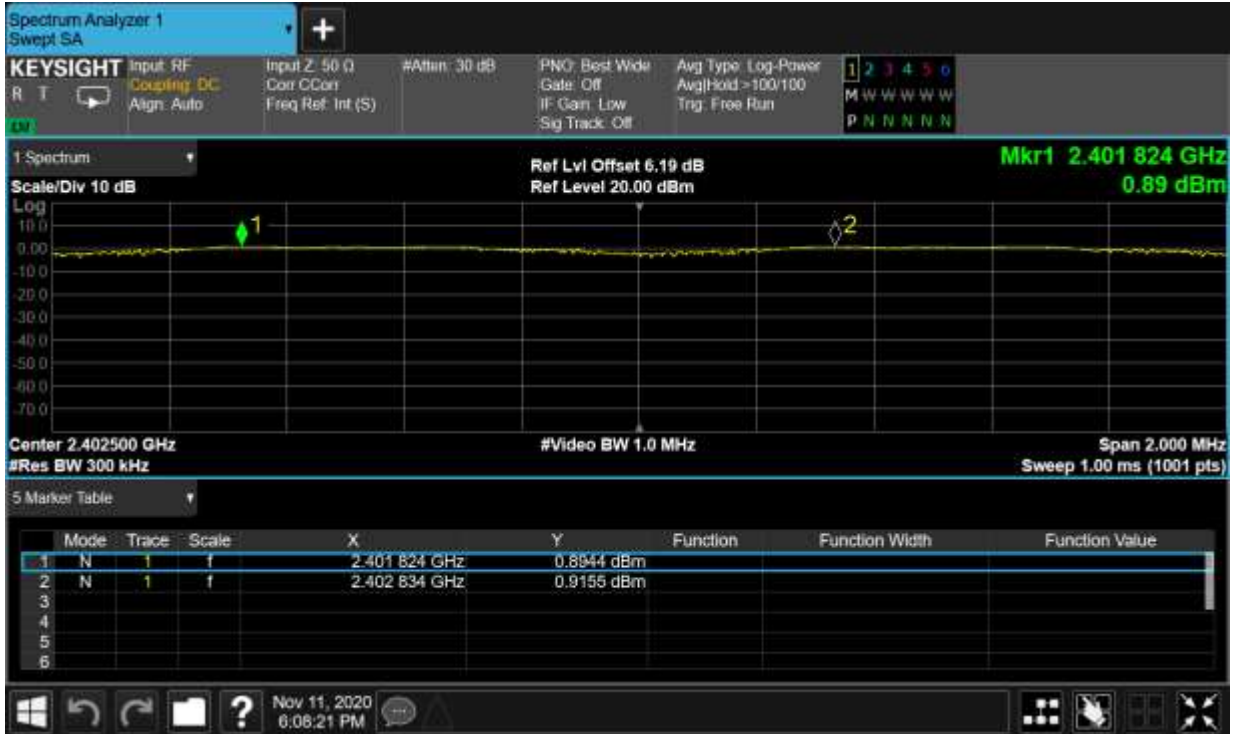 Spectrum Analyzer 1
Swept SA
+
KEYSIGHT Input: RF Input Z: 50 Ω #Atten: 30 dB PNO: Best Wide Avg Type: Log-Power 1 2 3 4 5 6
R T Coupling: DC Corr CCorr Gate: Off Avg|Hold:>100/100 M W W W W W
Align: Auto Freq Ref: Int (S) IF Gain: Low Trig: Free Run
Sig Track: Off P N N N N N
1 Spectrum
Ref Lvl Offset 6.19 dB Mkr1 2.401 824 GHz
Scale/Div 10 dB Ref Level 20.00 dBm 0.89 dBm
Log
10.0 1 2
0.00
-10.0
-20.0
-30.0
-40.0
-50.0
-60.0
-70.0
Center 2.402500 GHz #Video BW 1.0 MHz Span 2.000 MHz
#Res BW 300 kHz Sweep 1.00 ms (1001 pts)
5 Marker Table
Mode Trace Scale X Y Function Function Width Function Value
1 N 1 f 2.401 824 GHz 0.8944 dBm
2 N 1 f 2.402 834 GHz 0.9155 dBm
3
4
5
6
? Nov 11, 2020
6:08:21 PM